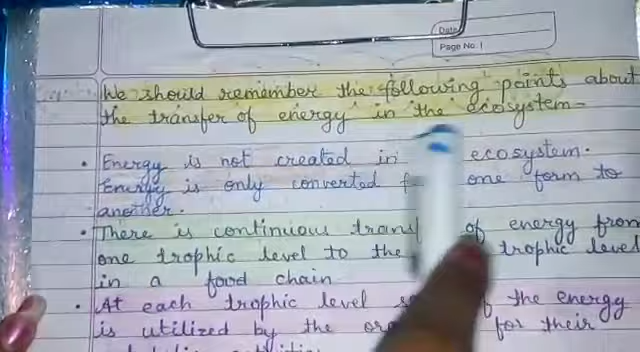 Date
Page No.
We should remember the following points about
the transfer of energy in the ecosystem-
• Energy is not created in ecosystem.
Energy is only converted one form to
another.
• There is continuous of energy from
one trophic level to the trophic level
in a food chain
• At each trophic level the energy
is utilized by the for their